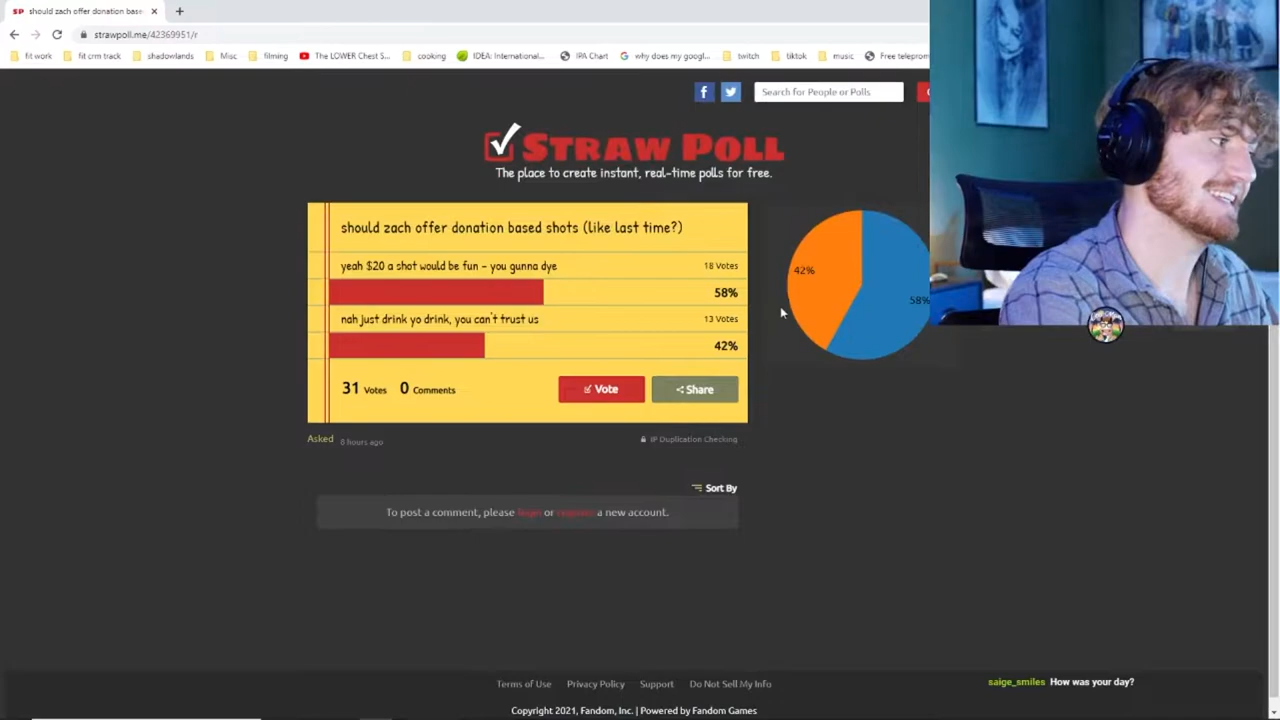 SP should zach offer donation bas
strawpoll.me/42369951/r
fit work
fit crm track
shadowlands
Misc
filming
The LOWER Chest S...
cooking
IDEA: International...
IPA Chart
why does my googl...
twitch
tiktok
music
Free teleprom
Search for People or Polls
STRAW POLL
The place to create instant, real-time polls for free.
should zach offer donation based shots (like last time?)
yeah $20 a shot would be fun - you gunna dye
18 Votes
58%
nah just drink yo drink, you can't trust us
13 Votes
42%
31 Votes 0 Comments
Vote
Share
42%
58%
Asked 8 hours ago
IP Duplication Checking
Sort By
To post a comment, please login or register a new account.
Terms of Use Privacy Policy Support Do Not Sell My Info
saige_smiles How was your day?
Copyright 2021, Fandom, Inc. | Powered by Fandom Games